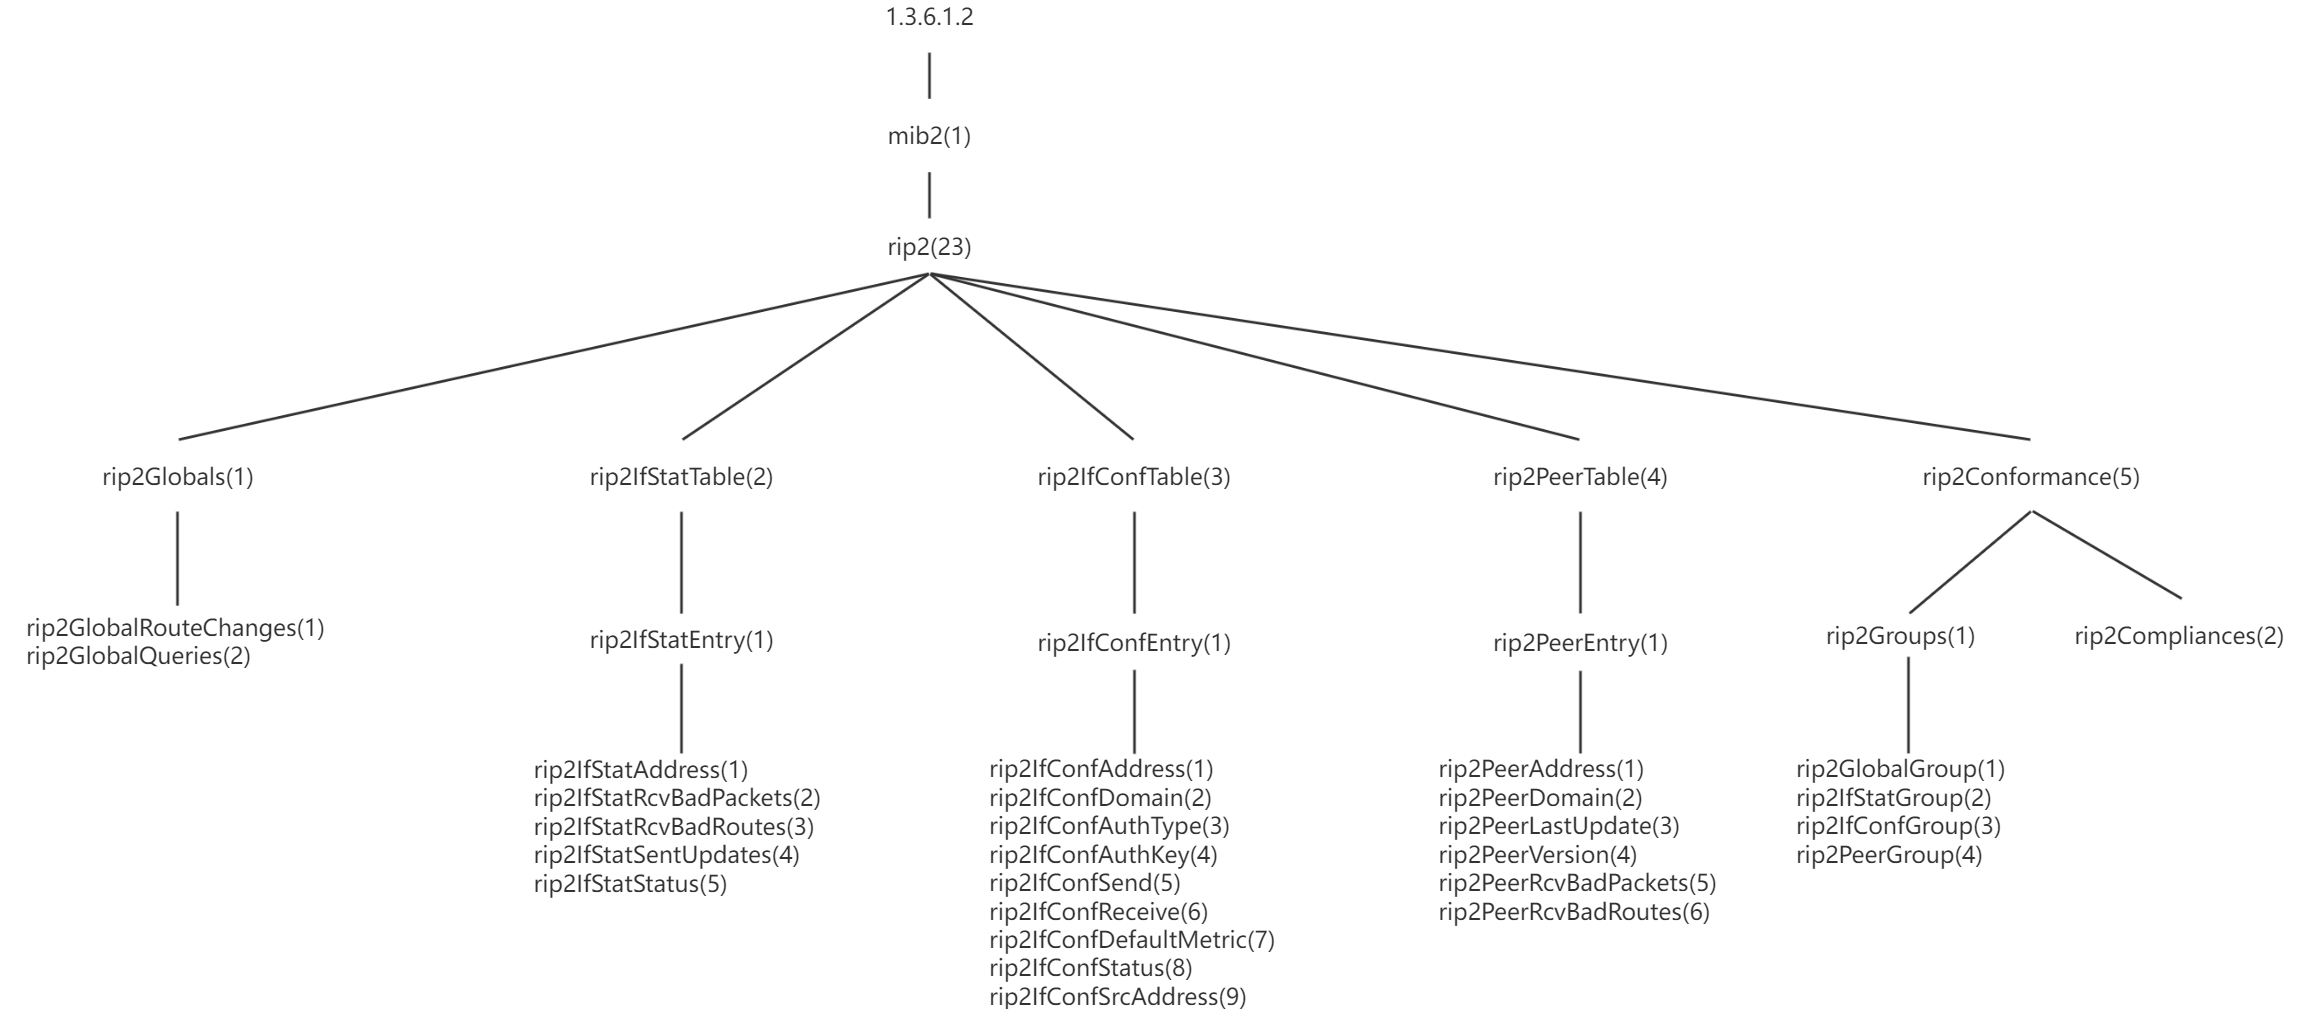 1.3.6.1.2
mib2(1)
rip2(23)
rip2Globals(1)
rip2IfStatTable(2)
rip2IfConfTable(3)
rip2PeerTable(4)
rip2Conformance(5)
rip2GlobalRouteChanges(1)
rip2GlobalQueries(2)
rip2IfStatEntry(1)
rip2IfConfEntry(1)
rip2PeerEntry(1)
rip2Groups(1)
rip2Compliances(2)
rip2IfStatAddress(1)
rip2IfStatRcvBadPackets(2)
rip2IfStatRcvBadRoutes(3)
rip2IfStatSentUpdates(4)
rip2IfStatStatus(5)
rip2IfConfAddress(1)
rip2IfConfDomain(2)
rip2IfConfAuthType(3)
rip2IfConfAuthKey(4)
rip2IfConfSend(5)
rip2IfConfReceive(6)
rip2IfConfDefaultMetric(7)
rip2IfConfStatus(8)
rip2IfConfSrcAddress(9)
rip2PeerAddress(1)
rip2PeerDomain(2)
rip2PeerLastUpdate(3)
rip2PeerVersion(4)
rip2PeerRcvBadPackets(5)
rip2PeerRcvBadRoutes(6)
rip2GlobalGroup(1)
rip2IfStatGroup(2)
rip2IfConfGroup(3)
rip2PeerGroup(4)